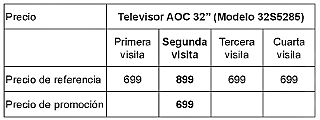 Precio Televisor AOC 32” (Modelo 32S5285)
Primera visita Segunda visita Tercera visita Cuarta visita
Precio de referencia 699 899 699 699
Precio de promoción 699